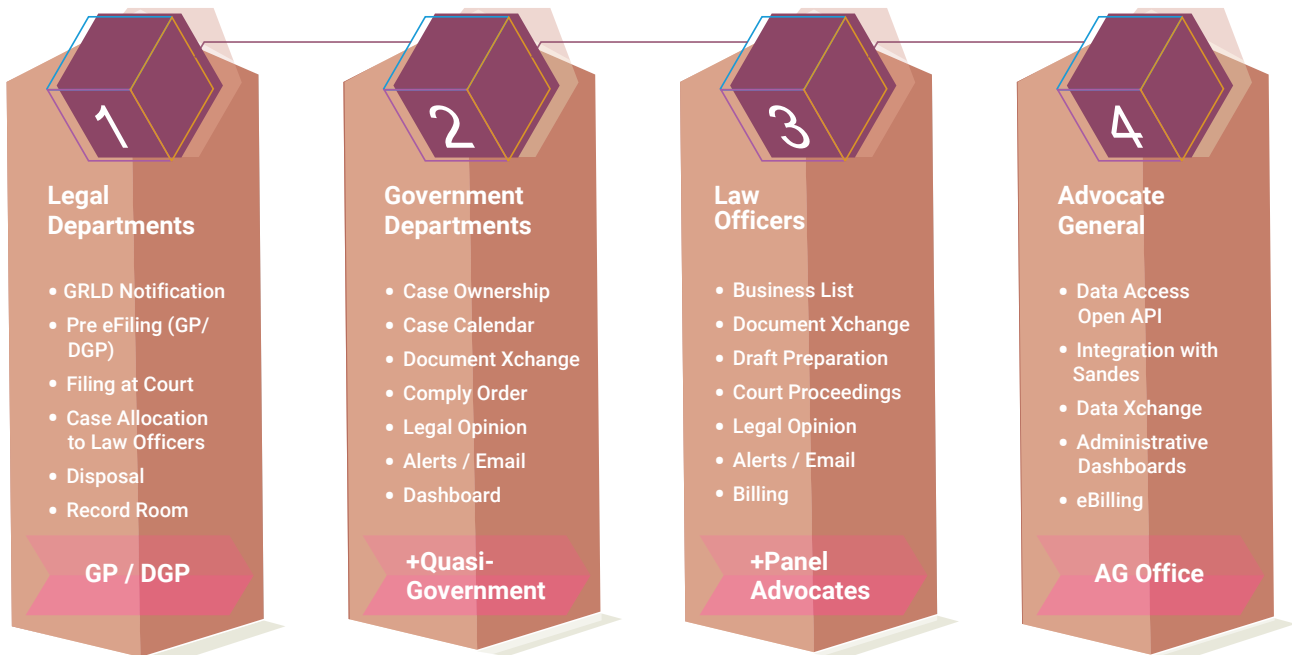 1
Legal
Departments
• GRLD Notification
• Pre eFiling (GP/
DGP)
• Filing at Court
• Case Allocation
to Law Officers
• Disposal
• Record Room
GP / DGP
2
Government
Departments
• Case Ownership
• Case Calendar
• Document Xchange
• Comply Order
• Legal Opinion
• Alerts / Email
• Dashboard
+Quasi-
Government
3
Law
Officers
• Business List
• Document Xchange
• Draft Preparation
• Court Proceedings
• Legal Opinion
• Alerts / Email
• Billing
+Panel
Advocates
4
Advocate
General
• Data Access
Open API
• Integration with
Sandes
• Data Xchange
• Administrative
Dashboards
• eBilling
AG Office